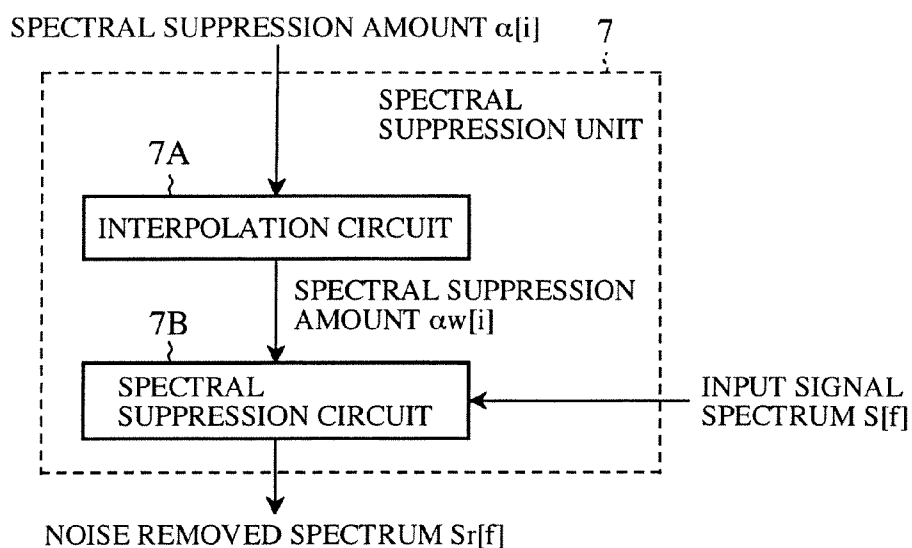 SPECTRAL SUPPRESSION AMOUNT α[i]
7
SPECTRAL
SUPPRESSION UNIT
7A
INTERPOLATION CIRCUIT
SPECTRAL SUPPRESSION
AMOUNT αw[i]
7B
SPECTRAL
SUPPRESSION CIRCUIT
INPUT SIGNAL
SPECTRUM S[f]
NOISE REMOVED SPECTRUM Sr[f]